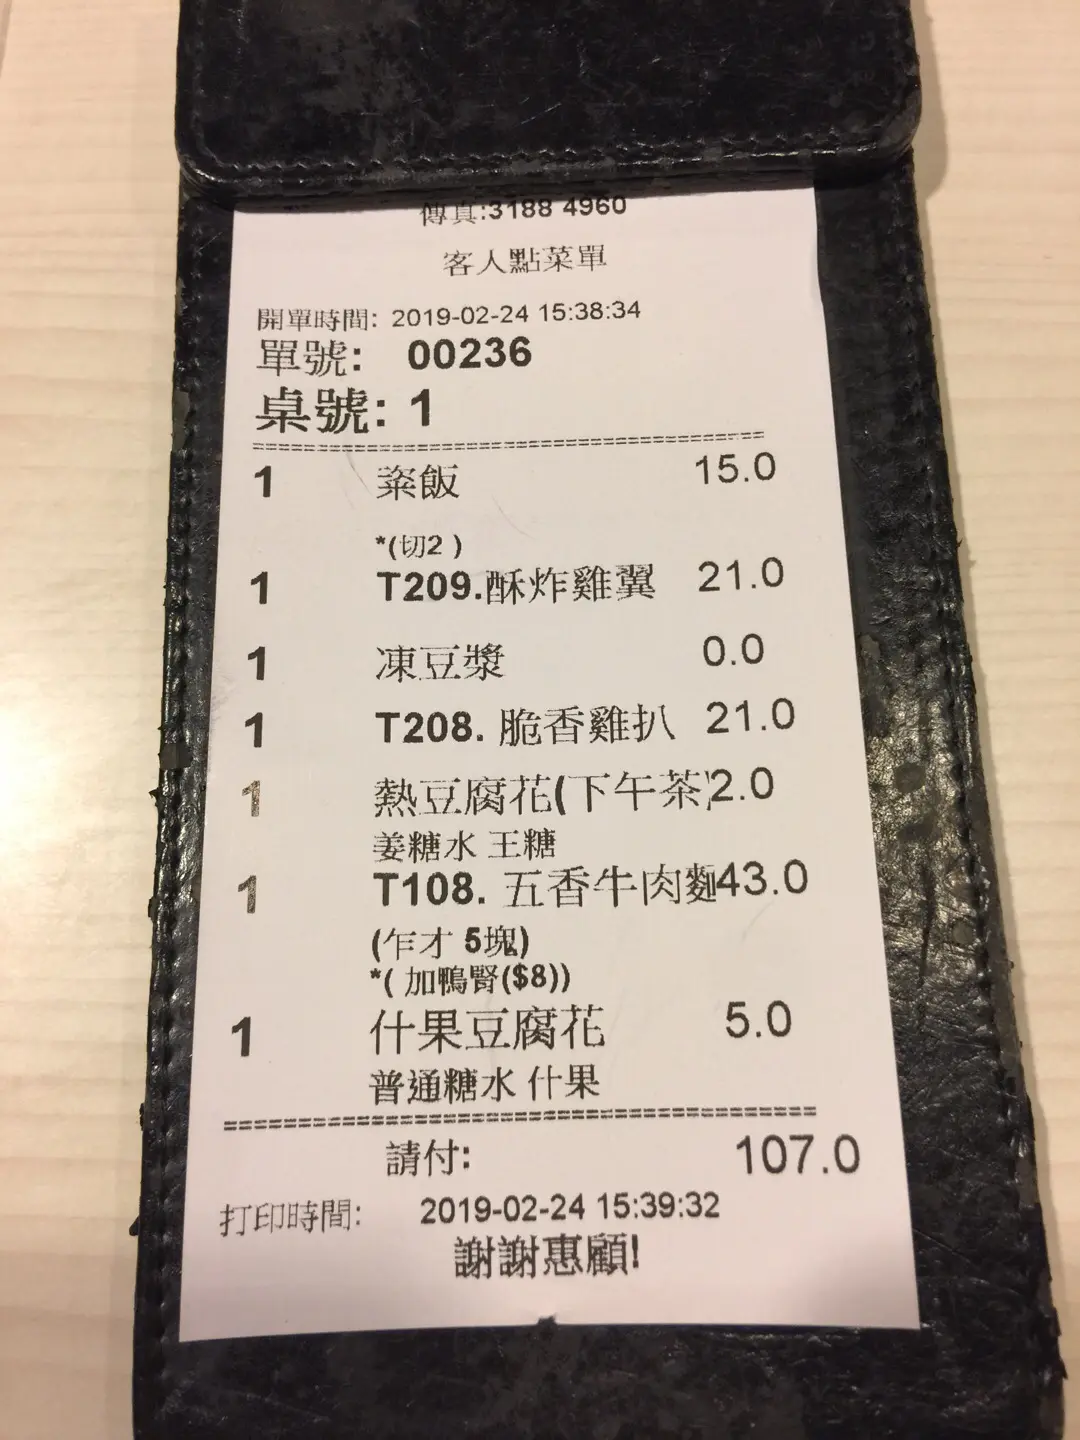 傳真:3188 4960
客人點菜單
開單時間: 2019-02-24 15:38:34
單號: 00236
桌號: 1
1 粢飯 15.0
*(切2 )
1 T209.酥炸雞翼 21.0
1 凍豆漿 0.0
1 T208. 脆香雞扒 21.0
1 熱豆腐花(下午茶) 2.0
姜糖水 王糖
1 T108. 五香牛肉麵 43.0
(乍才 5塊)
*( 加鴨腎($8))
1 什果豆腐花 5.0
普通糖水 什果
請付: 107.0
打印時間: 2019-02-24 15:39:32
謝謝惠顧!